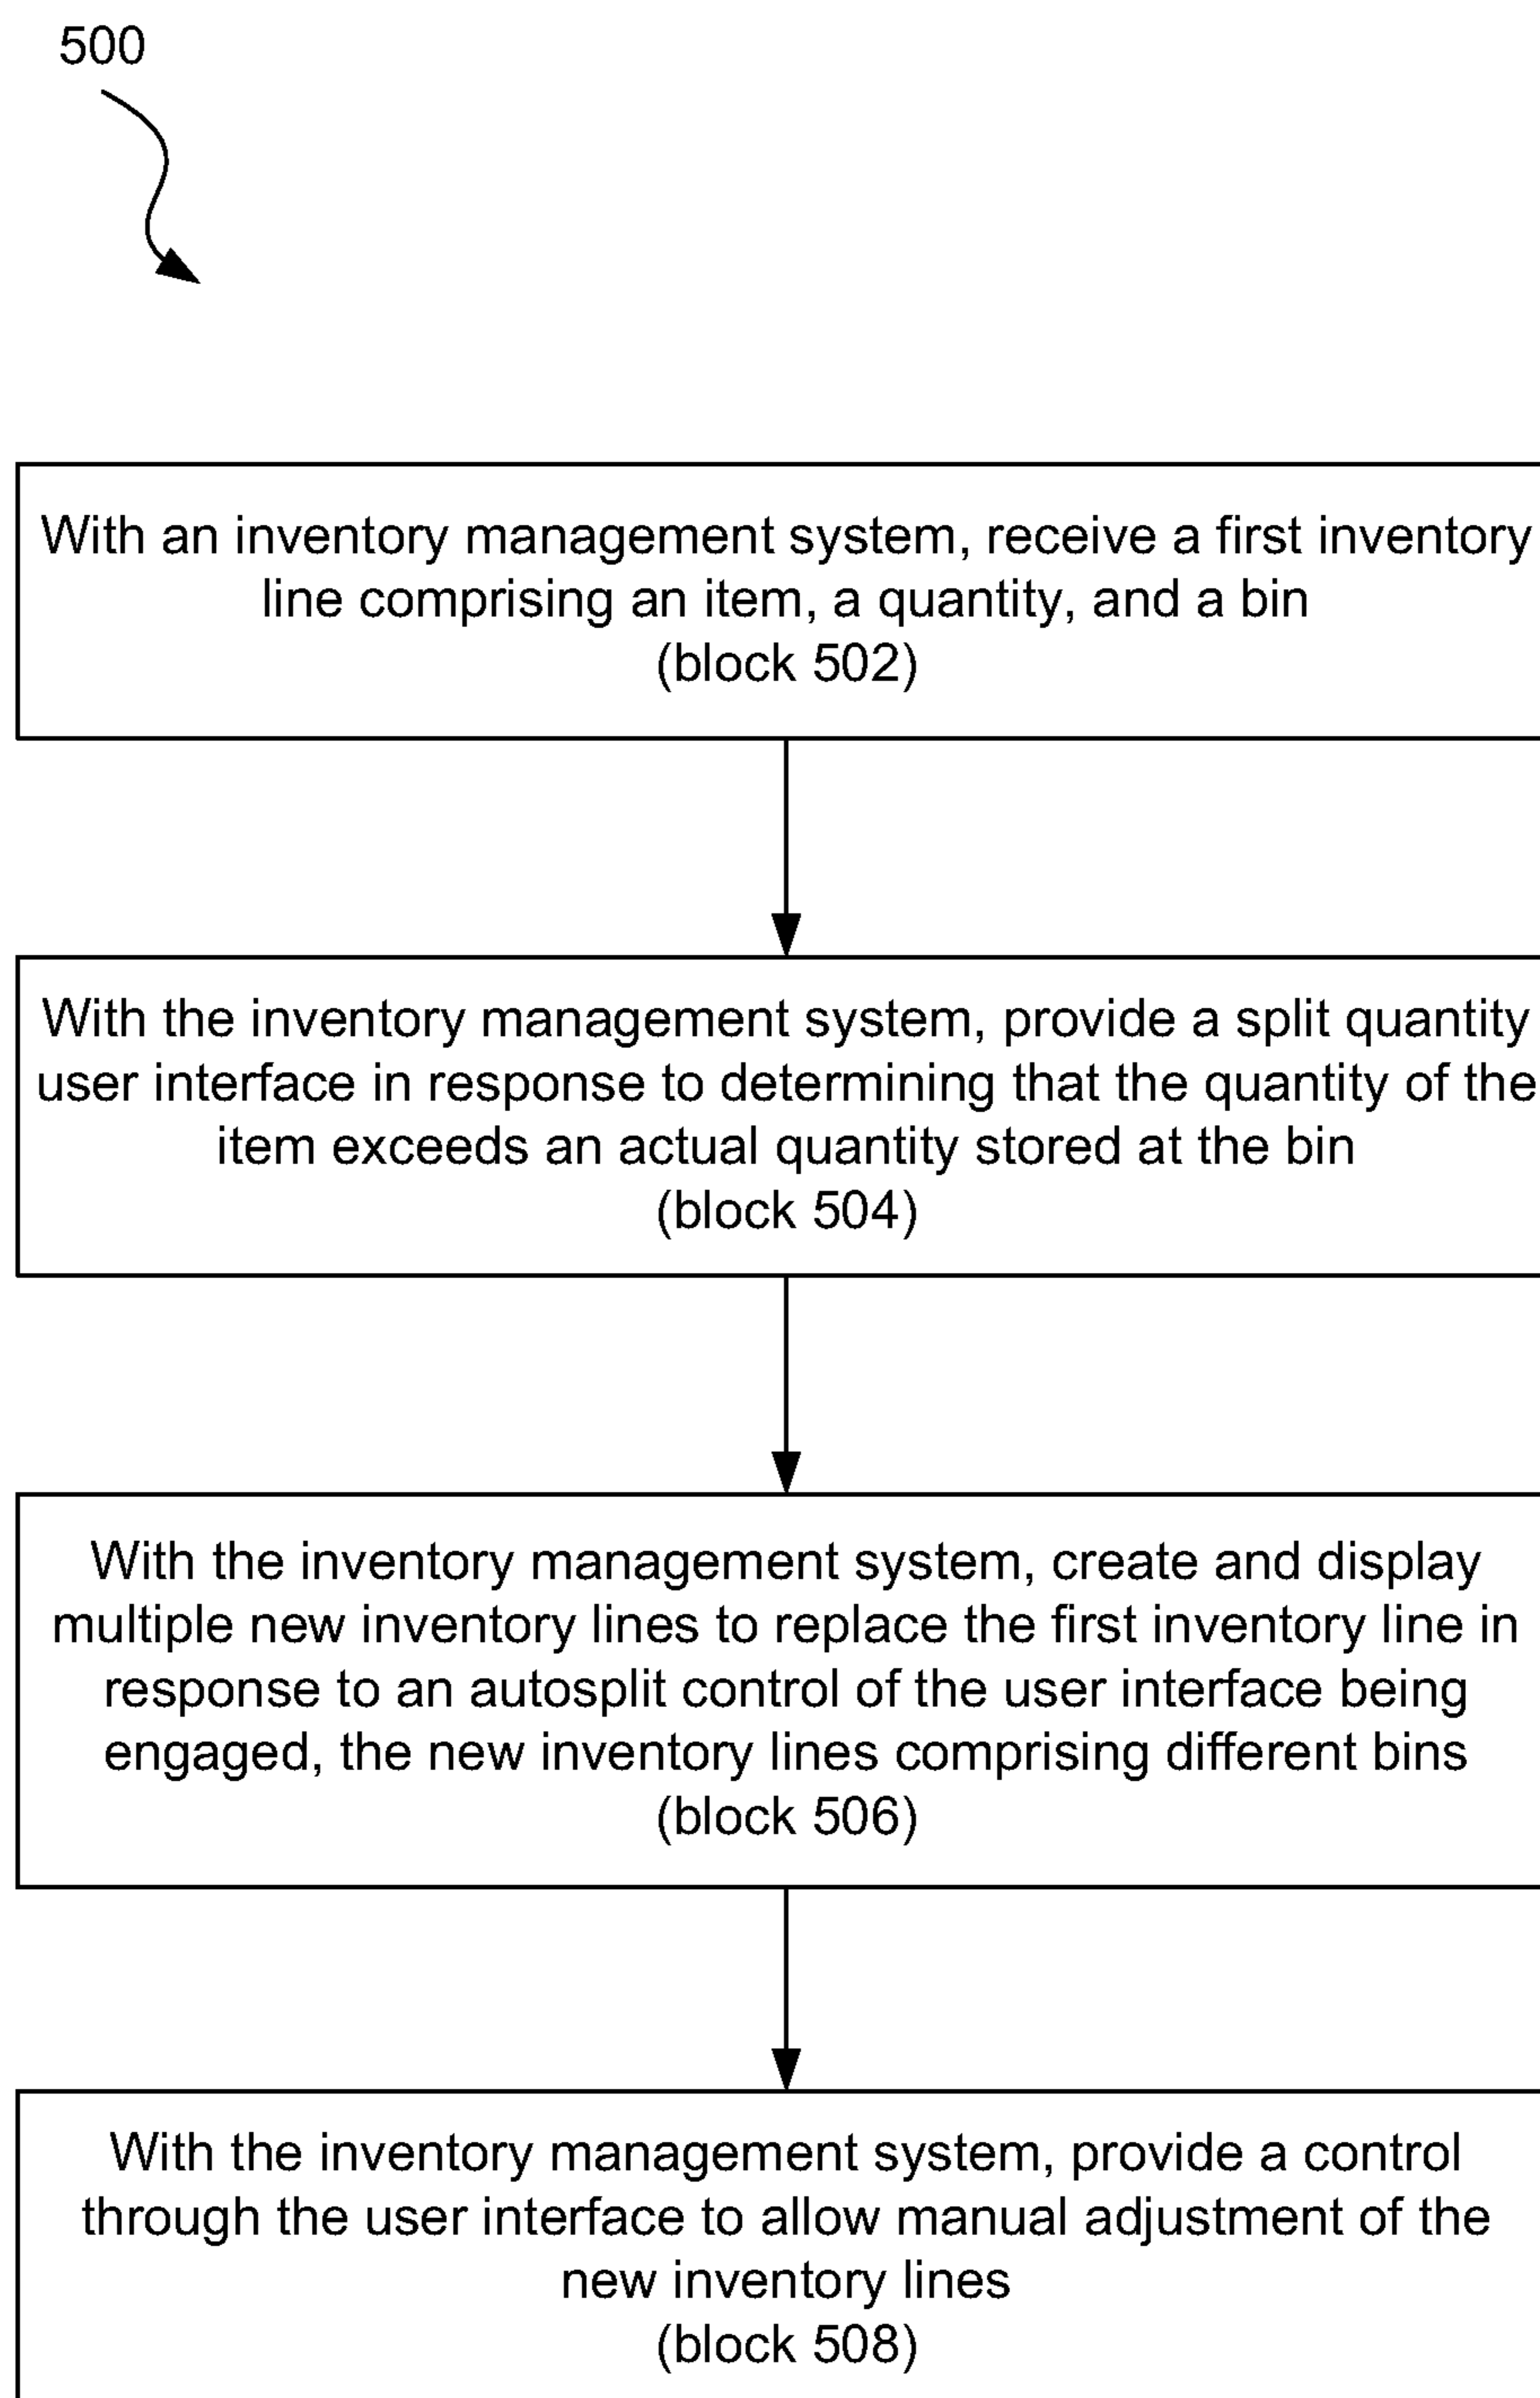 500
With an inventory management system, receive a first inventory
line comprising an item, a quantity, and a bin
(block 502)
With the inventory management system, provide a split quantity
user interface in response to determining that the quantity of the
item exceeds an actual quantity stored at the bin
(block 504)
With the inventory management system, create and display
multiple new inventory lines to replace the first inventory line in
response to an autosplit control of the user interface being
engaged, the new inventory lines comprising different bins
(block 506)
With the inventory management system, provide a control
through the user interface to allow manual adjustment of the
new inventory lines
(block 508)